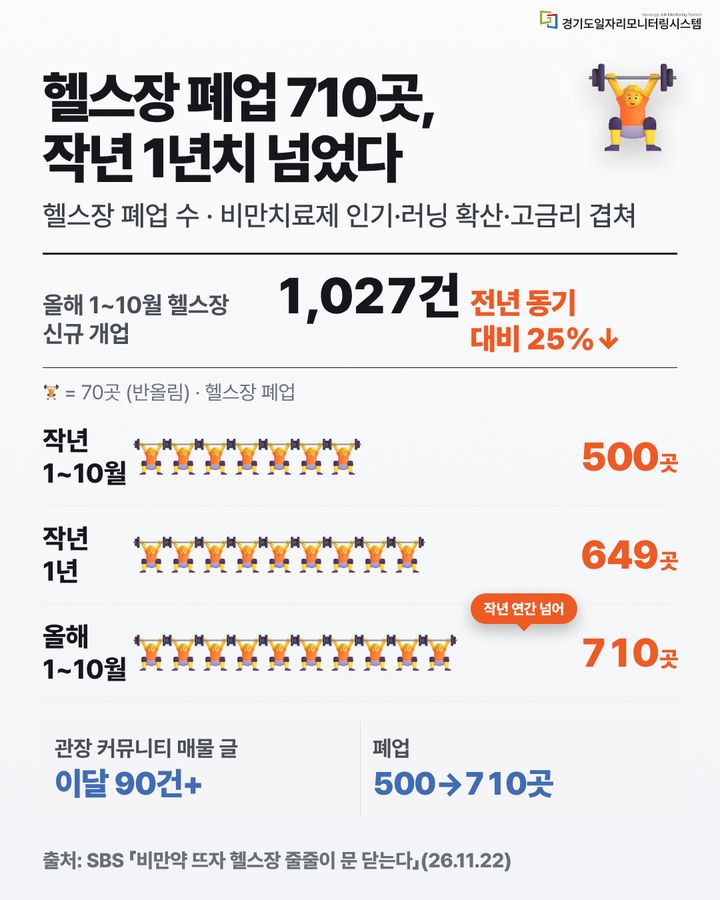 Gyeonggi Job Monitoring System
경기도일자리모니터링시스템
헬스장 폐업 710곳,
작년 1년치 넘었다
헬스장 폐업 수 · 비만치료제 인기·러닝 확산·고금리 겹쳐
올해 1~10월 헬스장
신규 개업
1,027건
전년 동기
대비 25%↓
= 70곳 (반올림) · 헬스장 폐업
작년
1~10월
500곳
작년
1년
649곳
작년 연간 넘어
올해
1~10월
710곳
관장 커뮤니티 매물 글
이달 90건+
폐업
500→710곳
출처: SBS 『비만약 뜨자 헬스장 줄줄이 문 닫는다』(26.11.22)